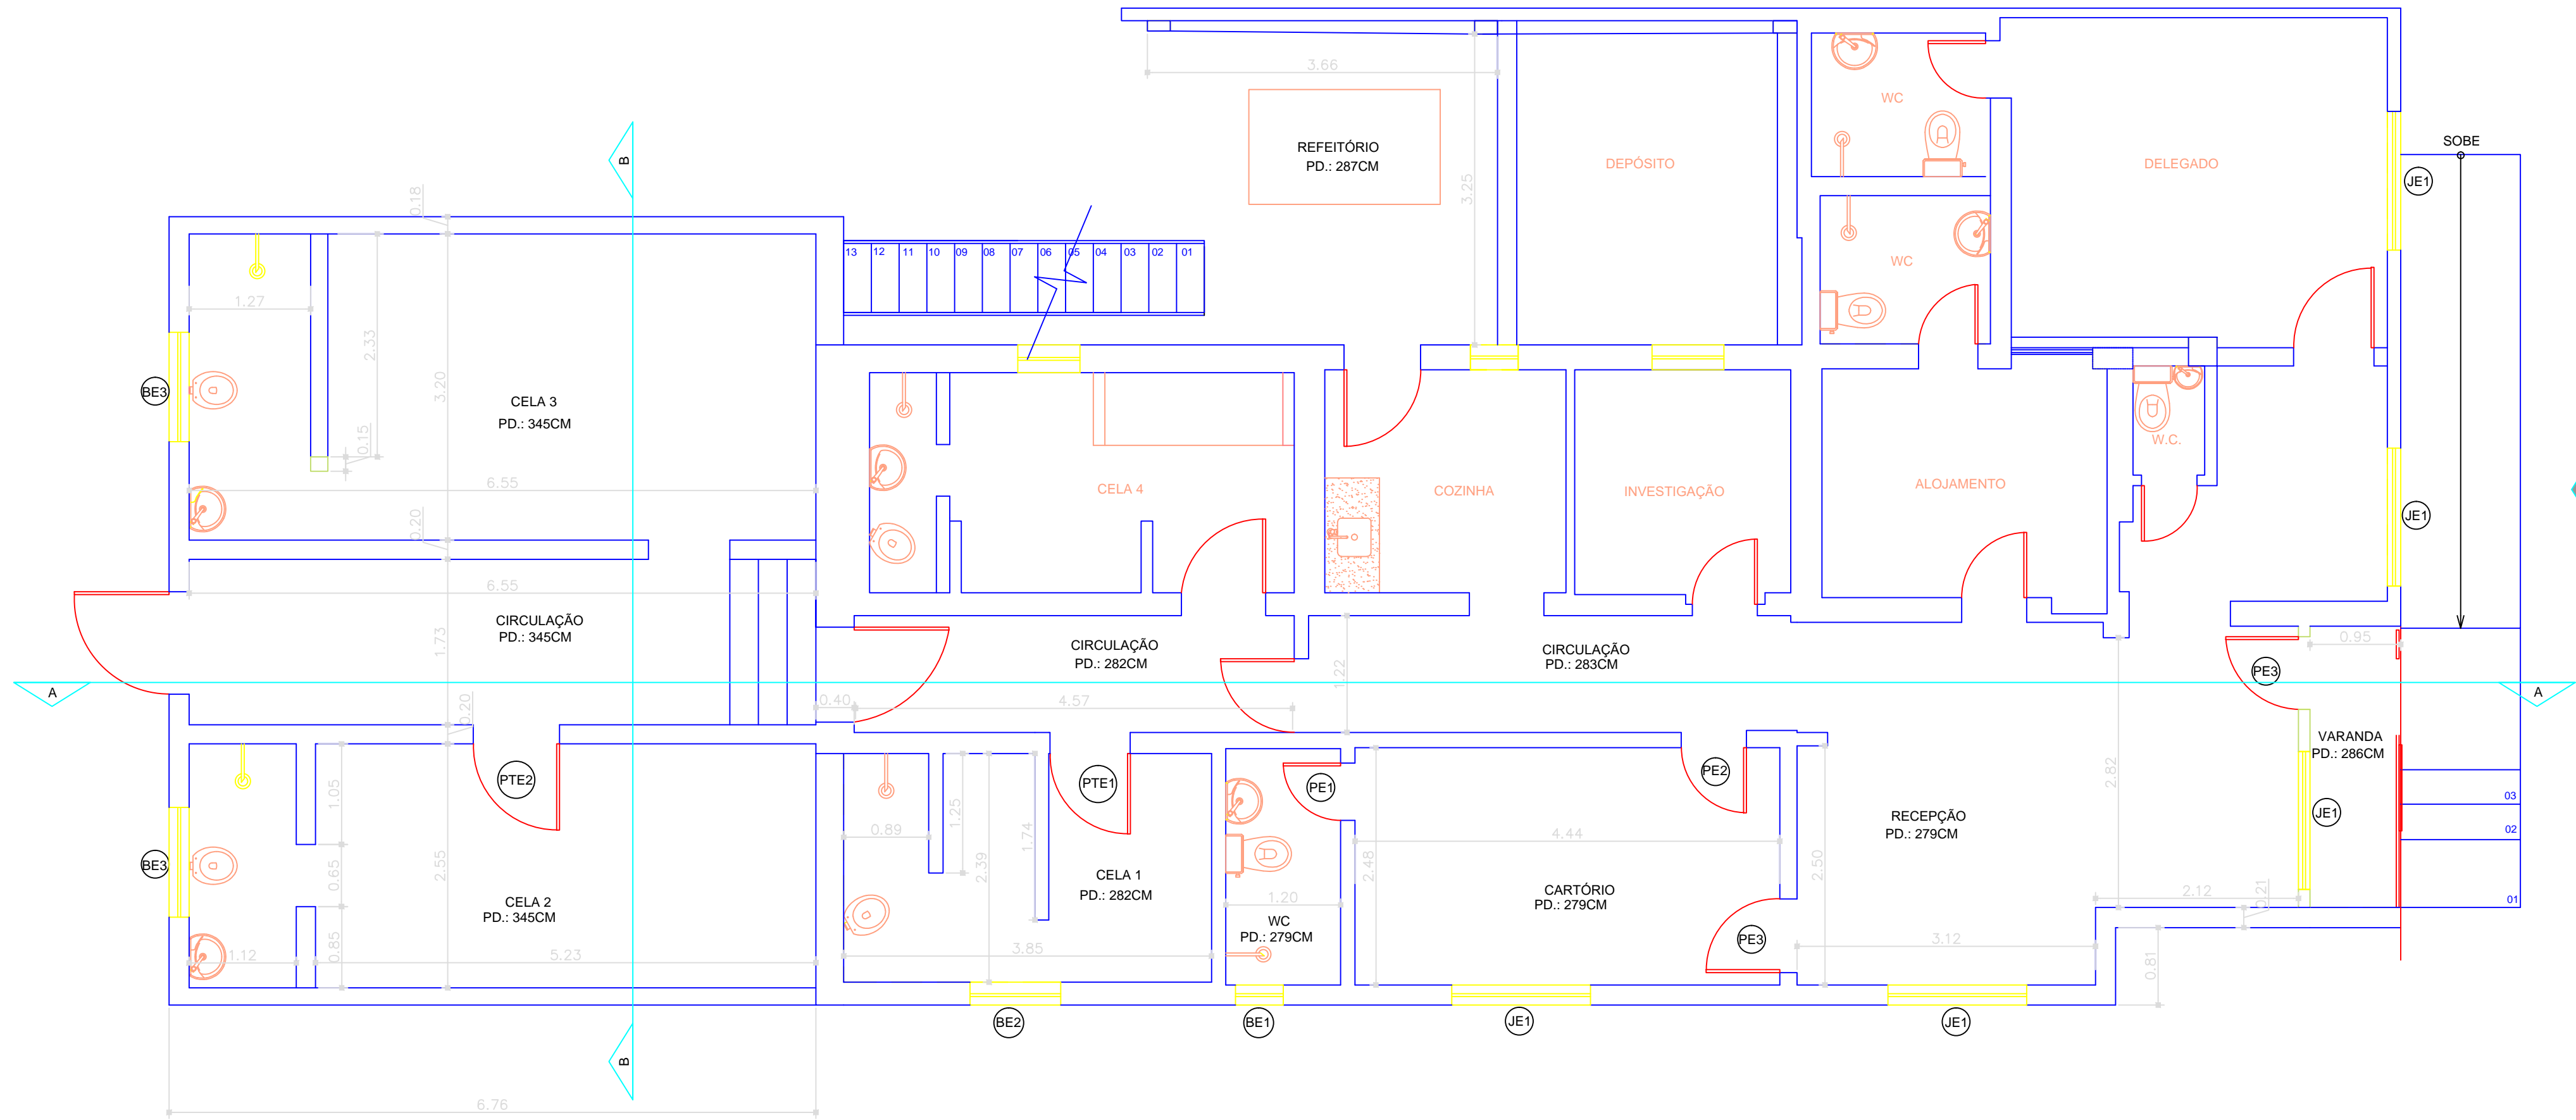 3.66
WC
SOBE
REFEITÓRIO
PD.: 287CM
DEPÓSITO
DELEGADO
B
3.25
JE1
0.18
13 12 11 10 09 08 07 06 05 04 03 02 01
WC
1.27
2.33
3.20
BE3
CELA 3
PD.: 345CM
0.15
W.C.
6.55
CELA 4
COZINHA
INVESTIGAÇÃO
ALOJAMENTO
JE1
0.20
6.55
CIRCULAÇÃO
PD.: 345CM
1.73
CIRCULAÇÃO
PD.: 282CM
CIRCULAÇÃO
PD.: 283CM
1.22
0.95
PE3
A
A
0.20
0.40
4.57
VARANDA
PD.: 286CM
PTE2
PTE1
PE1
PE2
2.82
03
1.05
1.25
0.89
1.74
JE1
RECEPÇÃO
PD.: 279CM
02
4.44
BE3
0.65
2.55
2.39
2.48
2.50
CELA 1
PD.: 282CM
CELA 2
PD.: 345CM
1.20
CARTÓRIO
PD.: 279CM
2.12
0.21
01
WC
PD.: 279CM
PE3
0.85
1.12
5.23
3.85
3.12
0.81
BE2
BE1
JE1
JE1
B
6.76